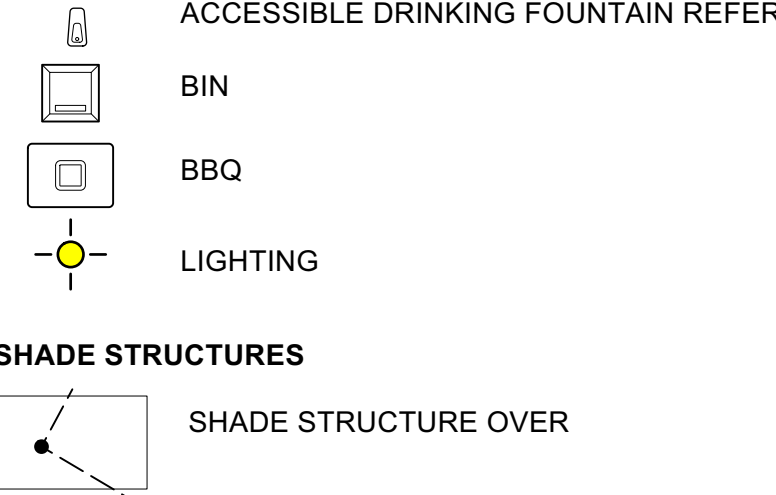 ACCESSIBLE DRINKING FOUNTAIN REFER
BIN
BBQ
LIGHTING
SHADE STRUCTURES
SHADE STRUCTURE OVER